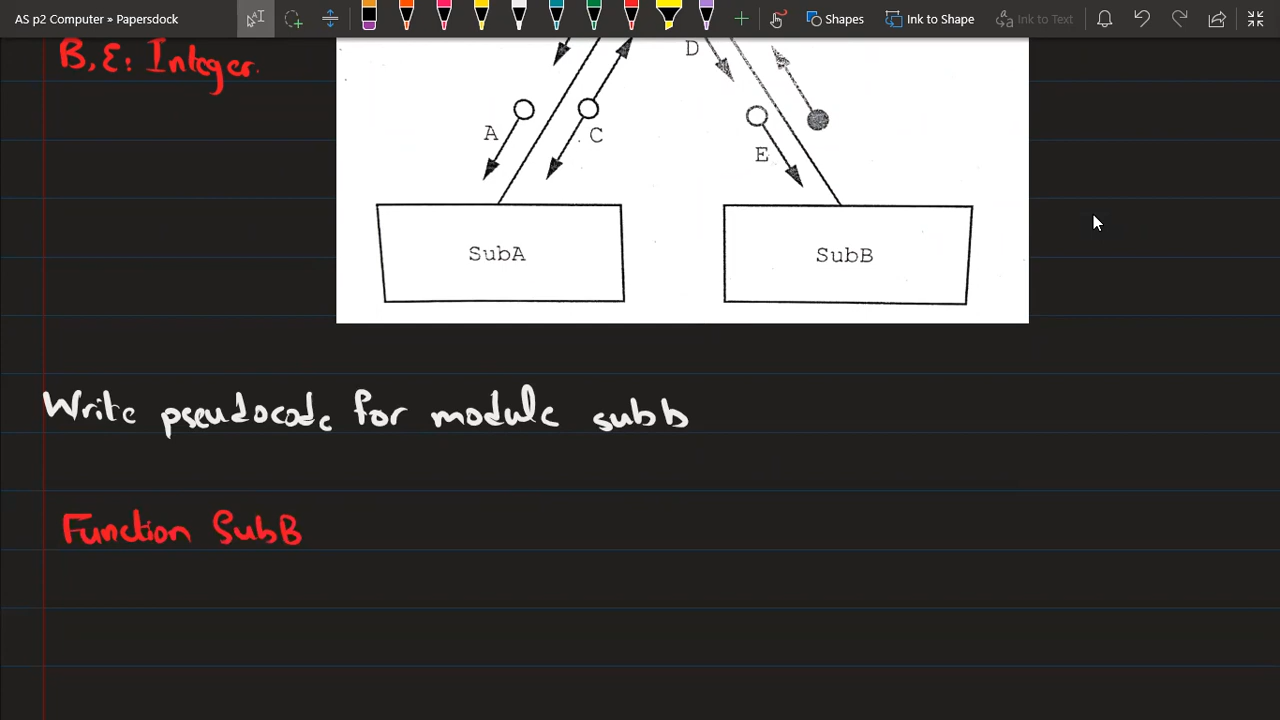 AS p2 Computer » Papersdock
Shapes
Ink to Shape
Ink to Text
B, E: Integer.
D
A
C
E
SubA
SubB
Write pseudocode for module subb
Function SubB